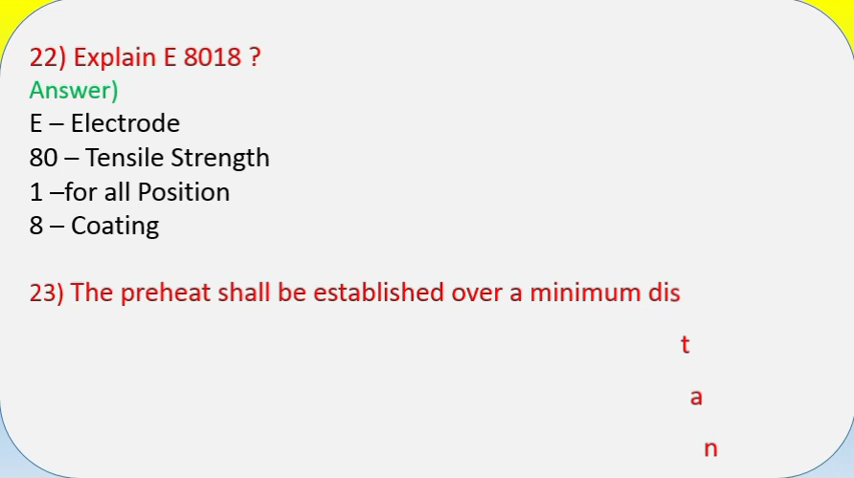 22) Explain E 8018 ?
Answer)
E – Electrode
80 – Tensile Strength
1 –for all Position
8 – Coating
23) The preheat shall be established over a minimum dis
t
a
n